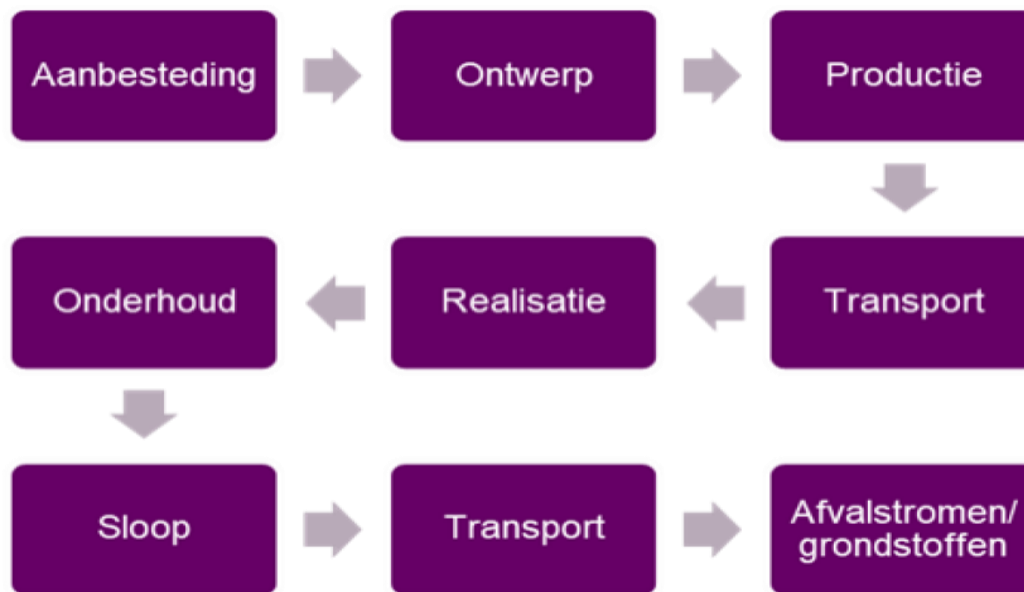 Aanbesteding
Ontwerp
Productie
Onderhoud
Realisatie
Transport
Sloop
Transport
Afvalstromen/
grondstoffen